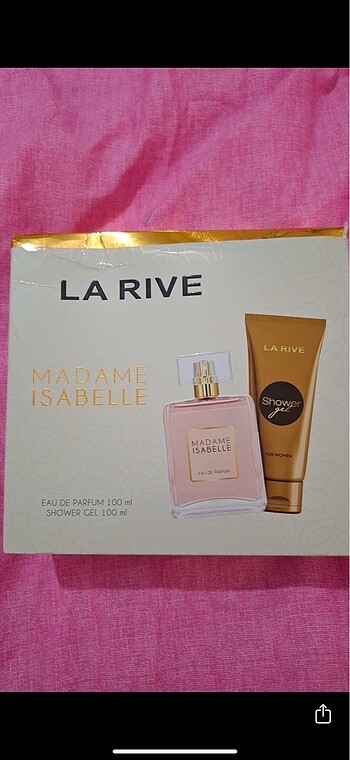 LA RIVE
MADAME
ISABELLE
EAU DE PARFUM 100 ml
SHOWER GEL 100 ml
MADAME
ISABELLE
EAU DE PARFUM
LA RIVE
Shower
gel
FOR WOMEN